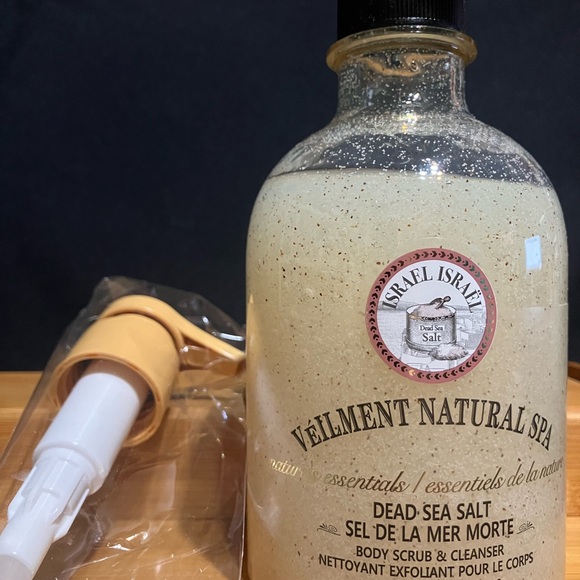 ISRAEL ISRAËL
Dead Sea
Salt
VÉILMENT NATURAL SPA
essentials / essentiels de la nature
DEAD SEA SALT
SEL DE LA MER MORTE
BODY SCRUB & CLEANSER
NETTOYANT EXFOLIANT POUR LE CORPS